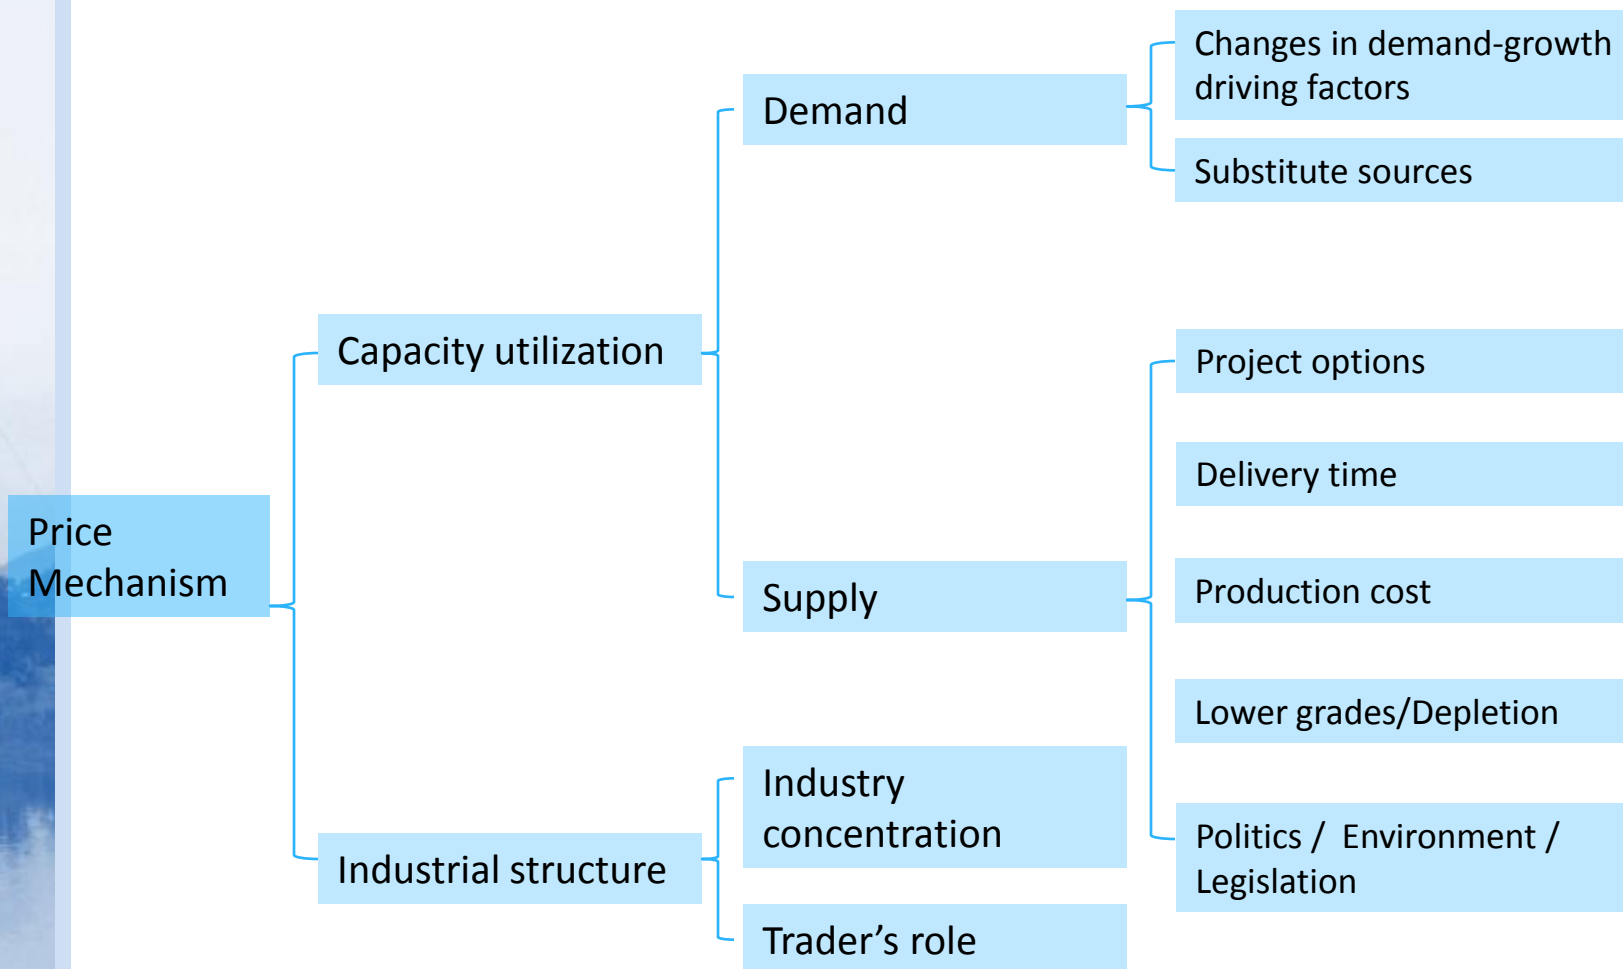 Price
Mechanism
Capacity utilization
Industrial structure
Demand
Supply
Industry
concentration
Trader’s role
Changes in demand-growth
driving factors
Substitute sources
Project options
Delivery time
Production cost
Lower grades/Depletion
Politics /  Environment /
Legislation